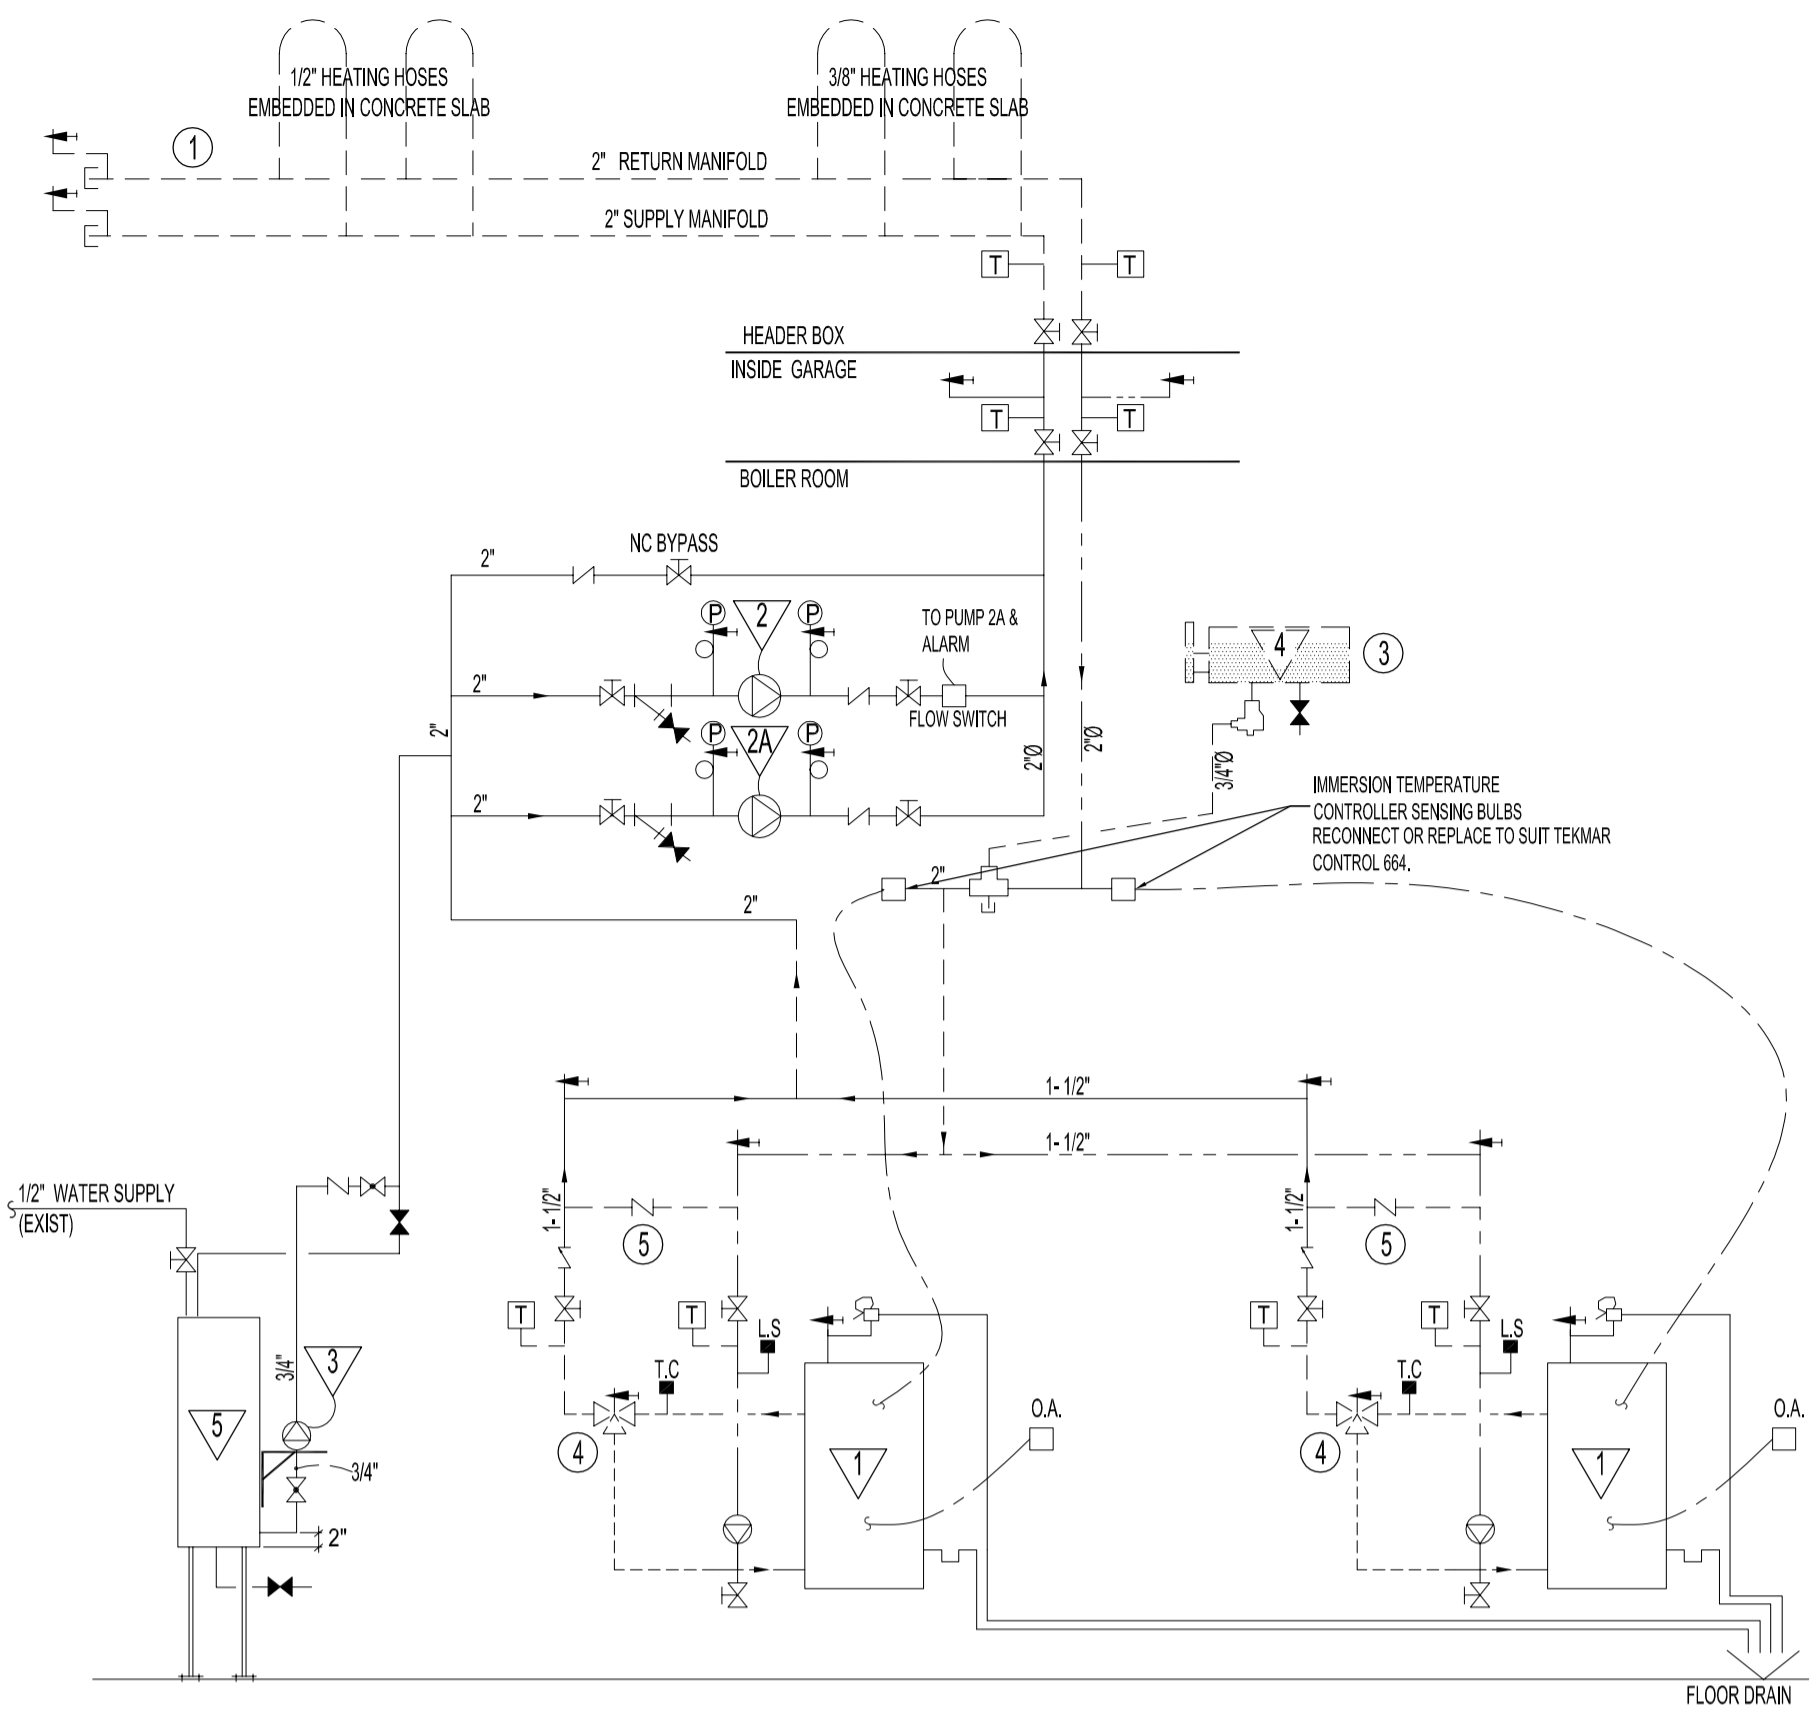 1/2" HEATING HOSES
EMBEDDED IN CONCRETE SLAB
3/8" HEATING HOSES
EMBEDDED IN CONCRETE SLAB
1
2" RETURN MANIFOLD
2" SUPPLY MANIFOLD
T
T
HEADER BOX
INSIDE GARAGE
T
T
BOILER ROOM
NC BYPASS
2"
P
2
P
TO PUMP 2A &
ALARM
4
3
2"
FLOW SWITCH
2"
P
2A
P
2"Ø
2"Ø
3/4"Ø
2"
IMMERSION TEMPERATURE
CONTROLLER SENSING BULBS
RECONNECT OR REPLACE TO SUIT TEKMAR
CONTROL 664.
2"
2"
1- 1/2"
1- 1/2"
1/2" WATER SUPPLY
(EXIST)
1- 1/2"
5
1- 1/2"
5
T
T
L.S
T
T
L.S
3/4"
3
T.C
T.C
5
O.A.
O.A.
4
1
4
1
3/4"
2"
FLOOR DRAIN